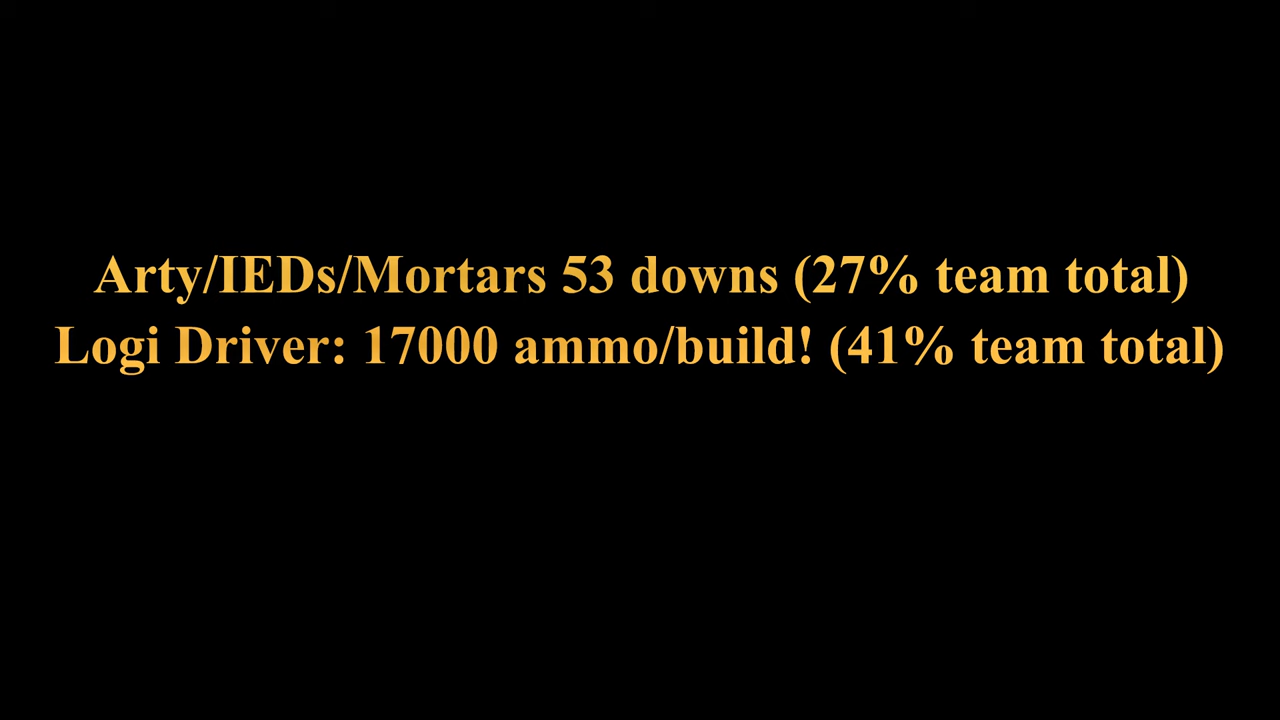 Arty/IEDs/Mortars 53 downs (27% team total)
Logi Driver: 17000 ammo/build! (41% team total)